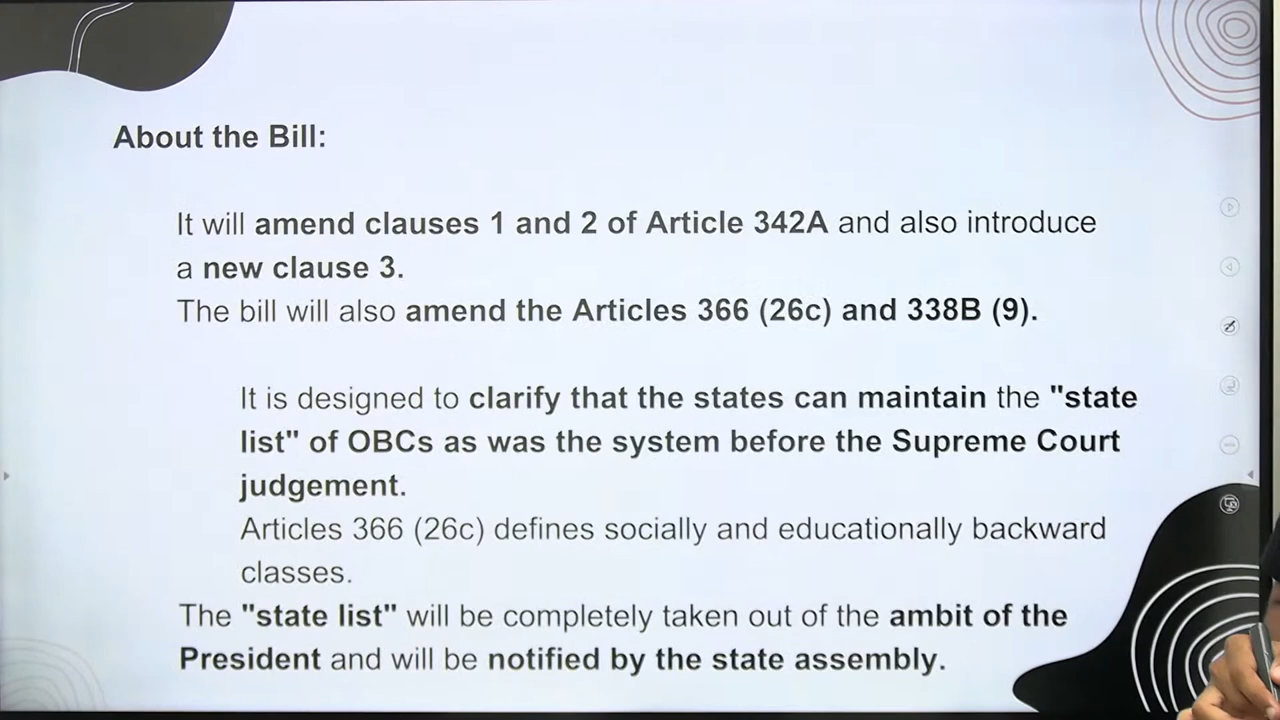 About the Bill:
It will amend clauses 1 and 2 of Article 342A and also introduce
a new clause 3.
The bill will also amend the Articles 366 (26c) and 338B (9).
It is designed to clarify that the states can maintain the "state
list" of OBCs as was the system before the Supreme Court
judgement.
Articles 366 (26c) defines socially and educationally backward
classes.
The "state list" will be completely taken out of the ambit of the
President and will be notified by the state assembly.